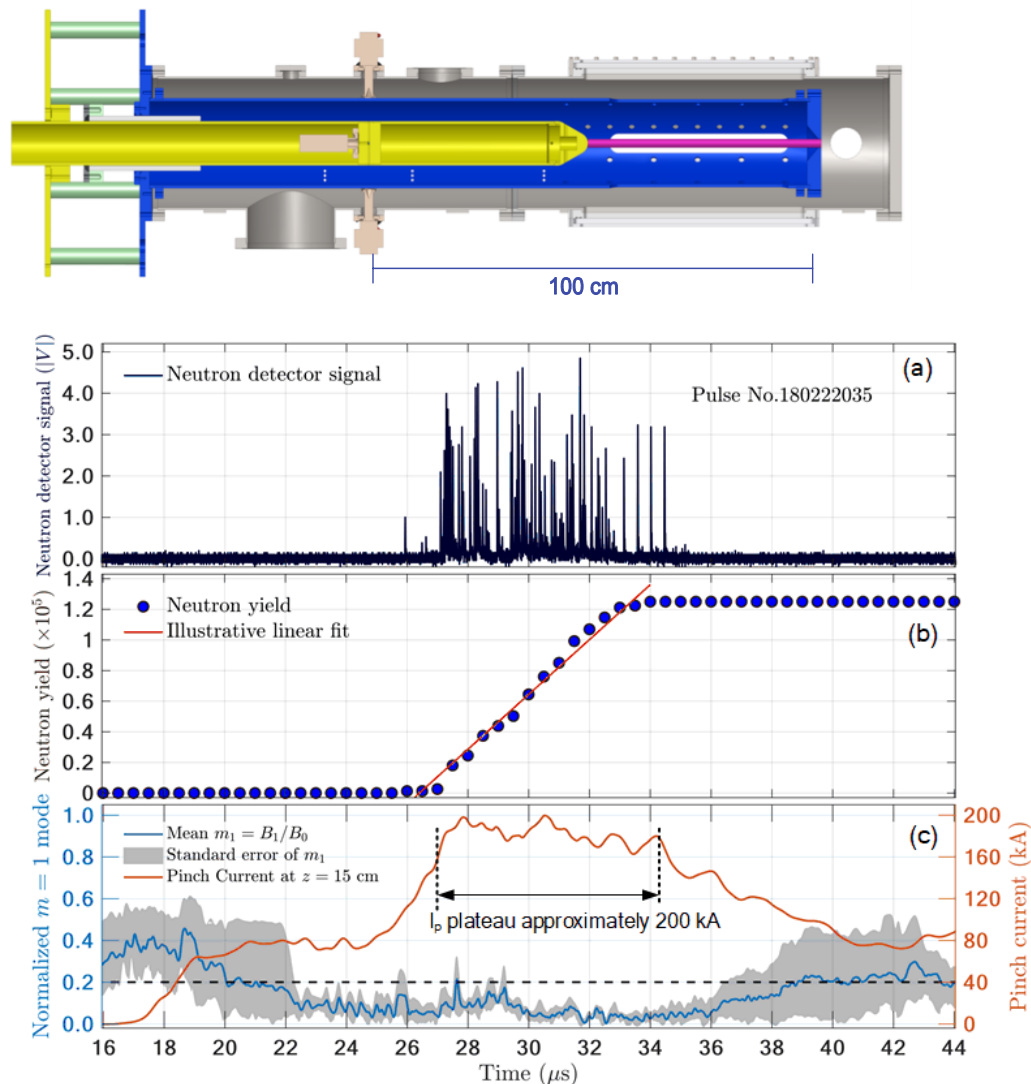 100 cm
Neutron detector signal (|V|)
5.0
4.0
3.0
2.0
1.0
0.0
Neutron detector signal
(a)
Pulse No.180222035
Neutron yield (×10⁵)
1.4
1.2
1
0.8
0.6
0.4
0.2
0
Neutron yield
Illustrative linear fit
(b)
Normalized m = 1 mode
1.0
0.8
0.6
0.4
0.2
0.0
Mean m₁ = B₁/B₀
Standard error of m₁
Pinch Current at z = 15 cm
(c)
Iₚ plateau approximately 200 kA
200
160
120
80
40
0
Pinch current (kA)
16 18 20 22 24 26 28 30 32 34 36 38 40 42 44
Time (μs)